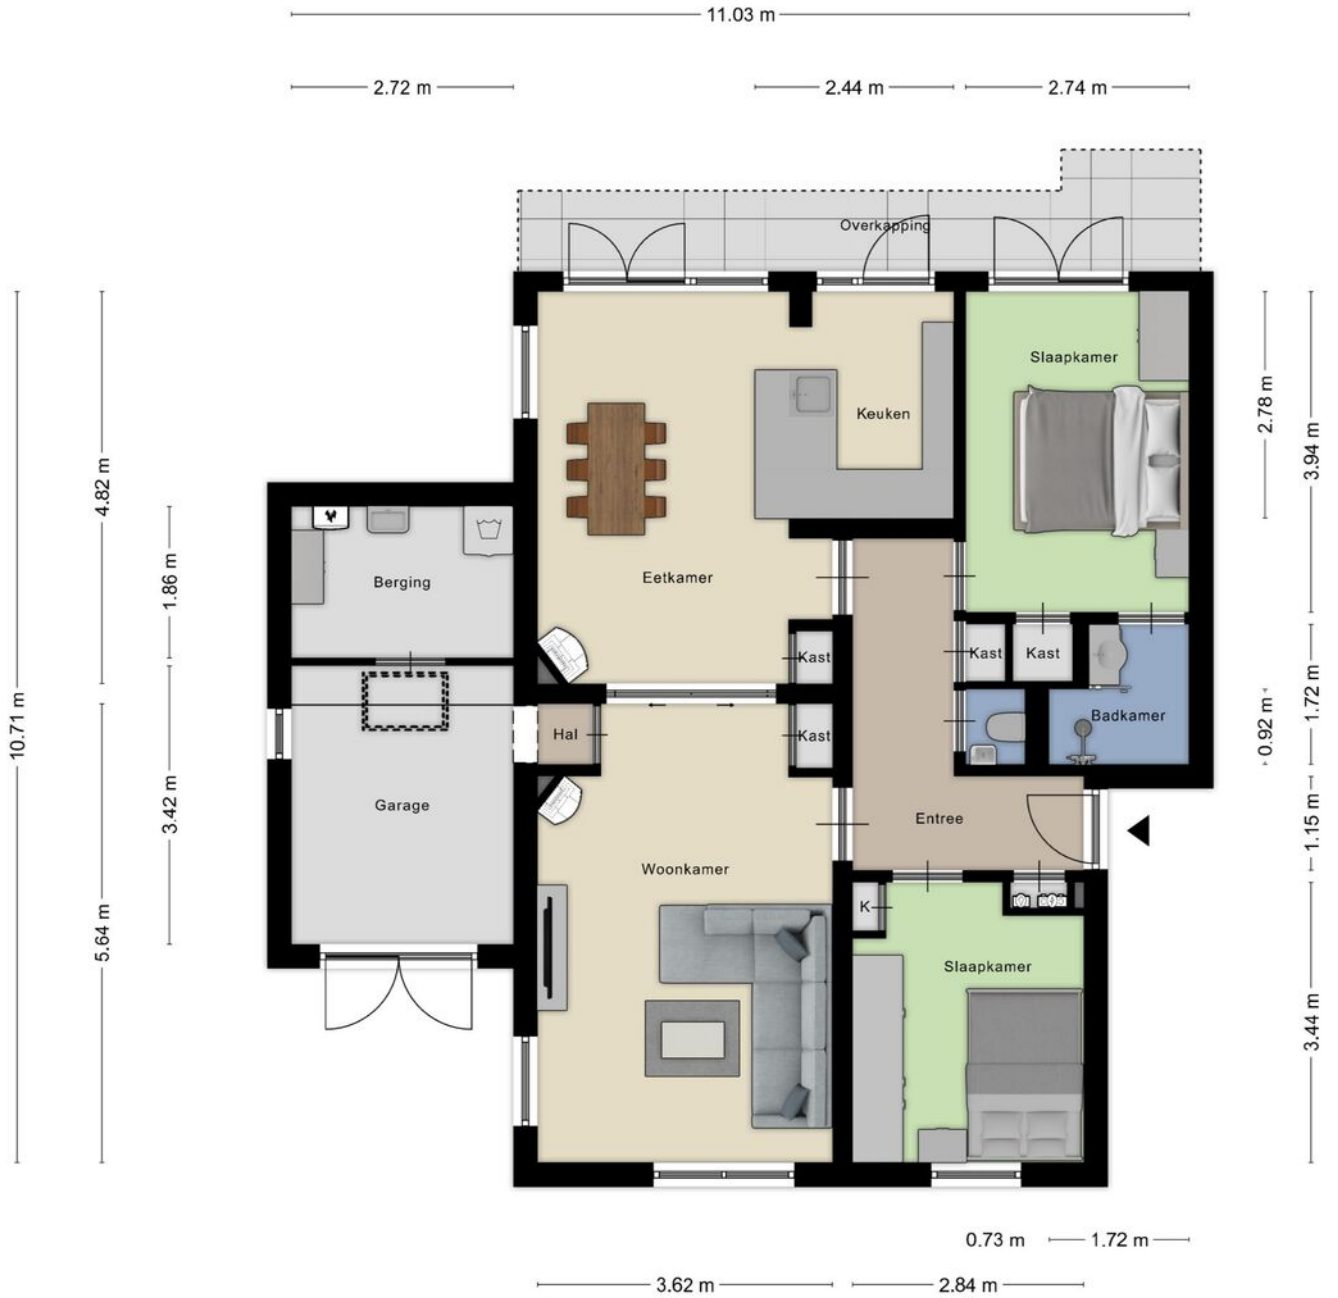 11.03 m
2.72 m
2.44 m
2.74 m
Overkapping
Slaapkamer
Keuken
2.78 m
3.94 m
4.82 m
1.86 m
Berging
Eetkamer
Kast
Kast
Kast
10.71 m
Hal
Kast
Badkamer
0.92 m
1.72 m
3.42 m
Garage
Entree
1.15 m
Woonkamer
K
5.64 m
Slaapkamer
3.44 m
0.73 m
1.72 m
3.62 m
2.84 m